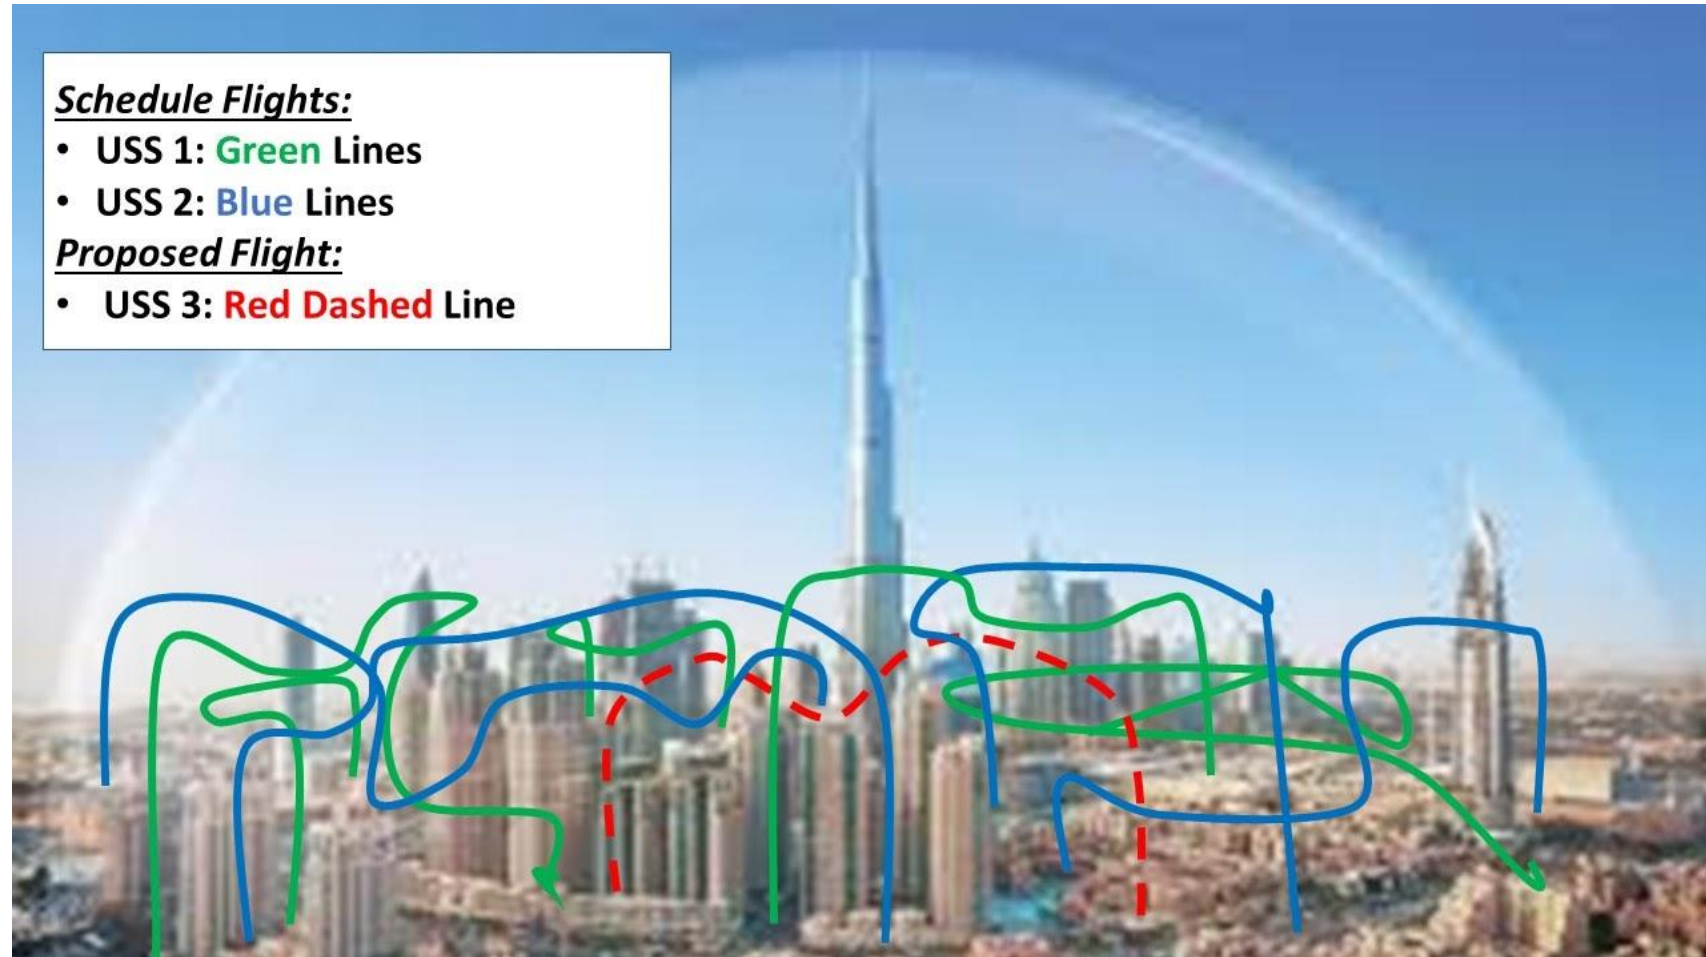 Schedule Flights:
• USS 1: Green Lines
• USS 2: Blue Lines
Proposed Flight:
• USS 3: Red Dashed Line